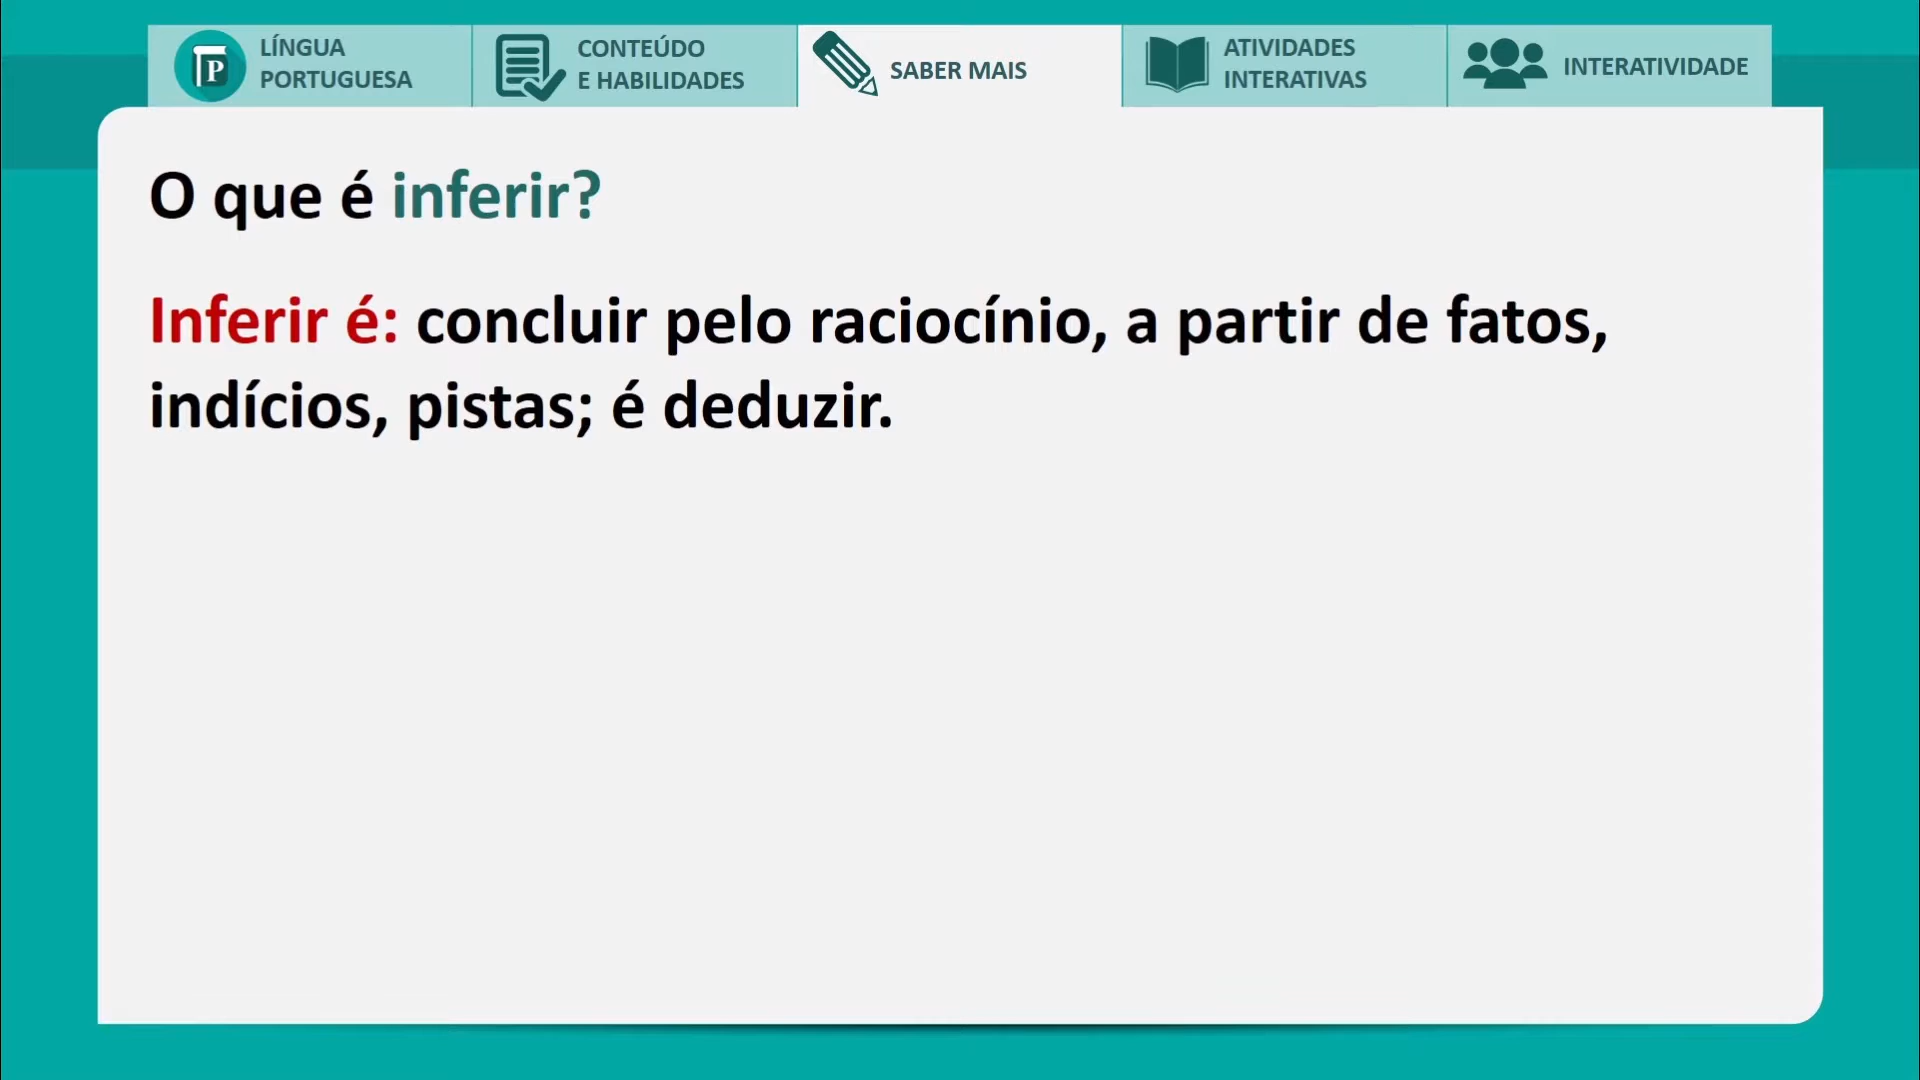 LÍNGUA
PORTUGUESA
CONTEÚDO
E HABILIDADES
SABER MAIS
ATIVIDADES
INTERATIVAS
INTERATIVIDADE
P
O que é inferir?
Inferir é: concluir pelo raciocínio, a partir de fatos,
indícios, pistas; é deduzir.